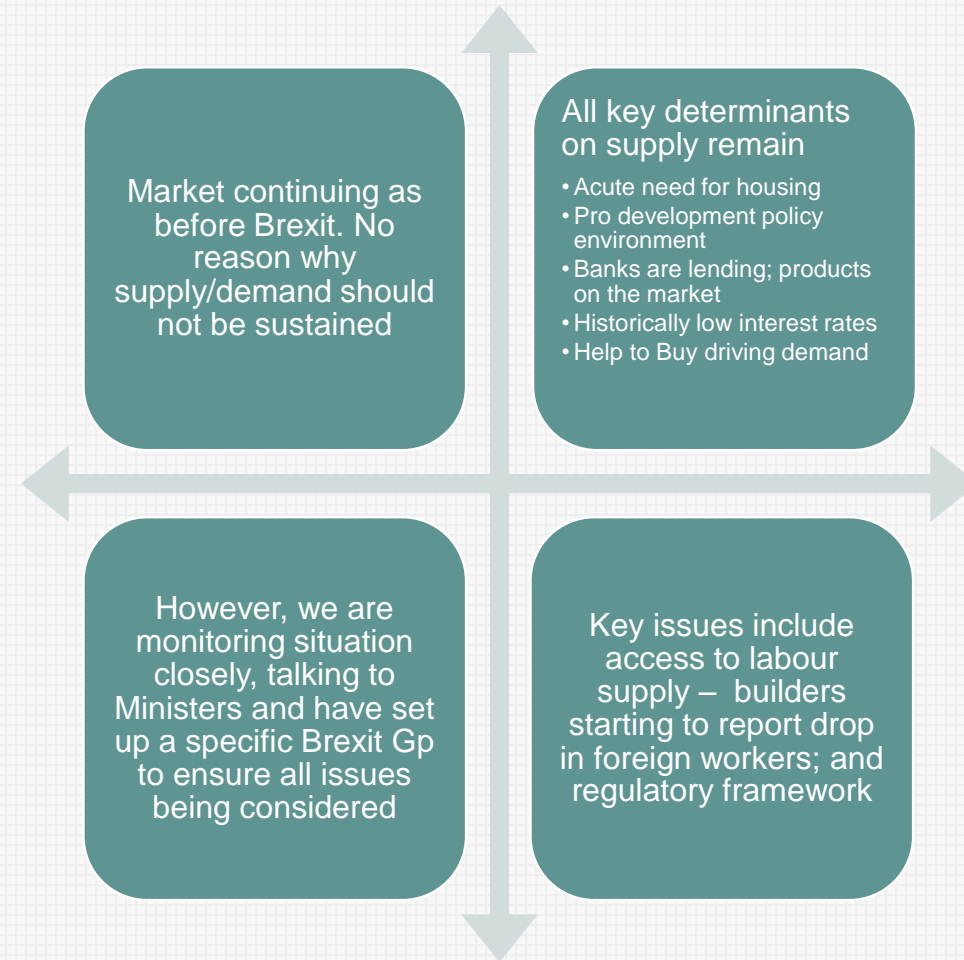 Market continuing as
before Brexit. No
reason why
supply/demand should
not be sustained
All key determinants
on supply remain
• Acute need for housing
• Pro development policy
environment
• Banks are lending; products
on the market
• Historically low interest rates
• Help to Buy driving demand
However, we are
monitoring situation
closely, talking to
Ministers and have set
up a specific Brexit Gp
to ensure all issues
being considered
Key issues include
access to labour
supply – builders
starting to report drop
in foreign workers; and
regulatory framework